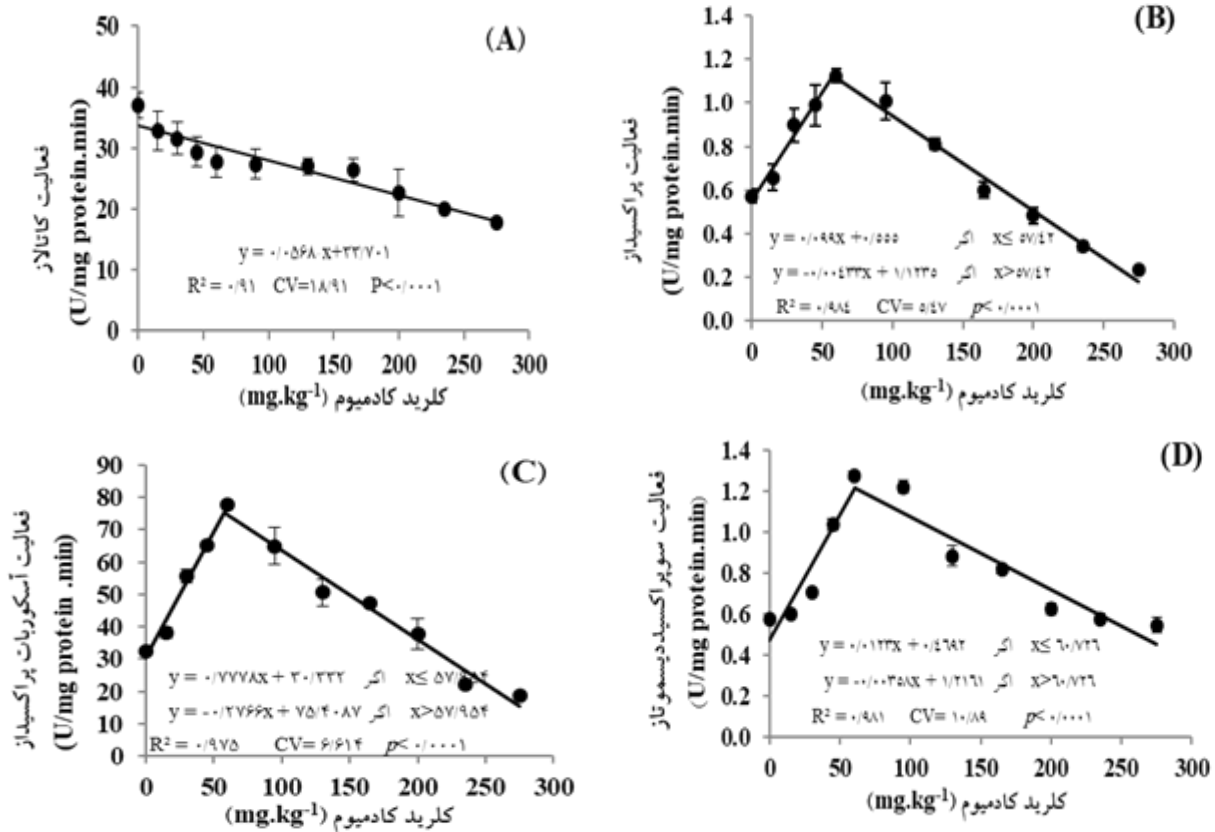 (A)
فعالیت کاتالاز
(U/mg protein.min)
50
40
30
20
10
0
y = ۰/۰۵۶۸ x+۳۳/۷۰۱
R² = ۰/۹۱ CV=۱۸/۹۱ P<۰/۰۰۰۱
0 50 100 150 200 250 300
کلرید کادمیوم (mg.kg-1)
(B)
فعالیت پراکسیداز
(U/mg protein.min)
1.4
1.2
1.0
0.8
0.6
0.4
0.2
0.0
y = ۰/۰۹۹x +۰/۵۵۵ اگر x≤ ۵۷/۴۲
y = -۰/۰۰۴۳۳x + ۱/۱۲۳۵ اگر x>۵۷/۴۲
R² = ۰/۹۸۴ CV= ۵/۴۷ p< ۰/۰۰۰۱
0 50 100 150 200 250 300
کلرید کادمیوم (mg.kg-1)
(C)
فعالیت آسکوربات پراکسیداز
(U/mg protein .min)
90
80
70
60
50
40
30
20
10
0
y = ۰/۷۷۷۸x + ۳۰/۳۳۲ اگر x≤ ۵۷/۹۵۴
y = -۰/۲۷۶۶x + ۷۵/۴۰۸۷ اگر x>۵۷/۹۵۴
R² = ۰/۹۷۵ CV= ۶/۶۱۴ p< ۰/۰۰۰۱
0 50 100 150 200 250 300
کلرید کادمیوم (mg.kg-1)
(D)
فعالیت سوپراکسیددیسموتاز
(U/mg protein.min)
1.4
1.2
1.0
0.8
0.6
0.4
0.2
0.0
y = ۰/۰۱۲۳x + ۰/۴۶۹۲ اگر x≤ ۶۰/۷۲۶
y = -۰/۰۰۳۵۸x + ۱/۲۱۶۱ اگر x>۶۰/۷۲۶
R² = ۰/۹۸۱ CV= ۱۰/۸۹ p< ۰/۰۰۰۱
0 50 100 150 200 250 300
کلرید کادمیوم (mg.kg-1)